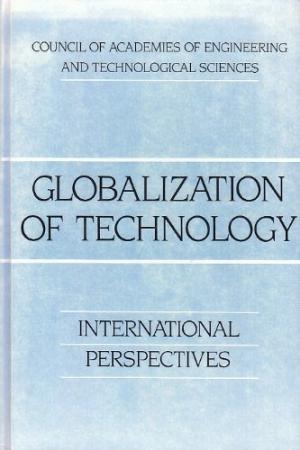 COUNCIL OF ACADEMIES OF ENGINEERING
AND TECHNOLOGICAL SCIENCES
GLOBALIZATION
OF TECHNOLOGY
INTERNATIONAL
PERSPECTIVES